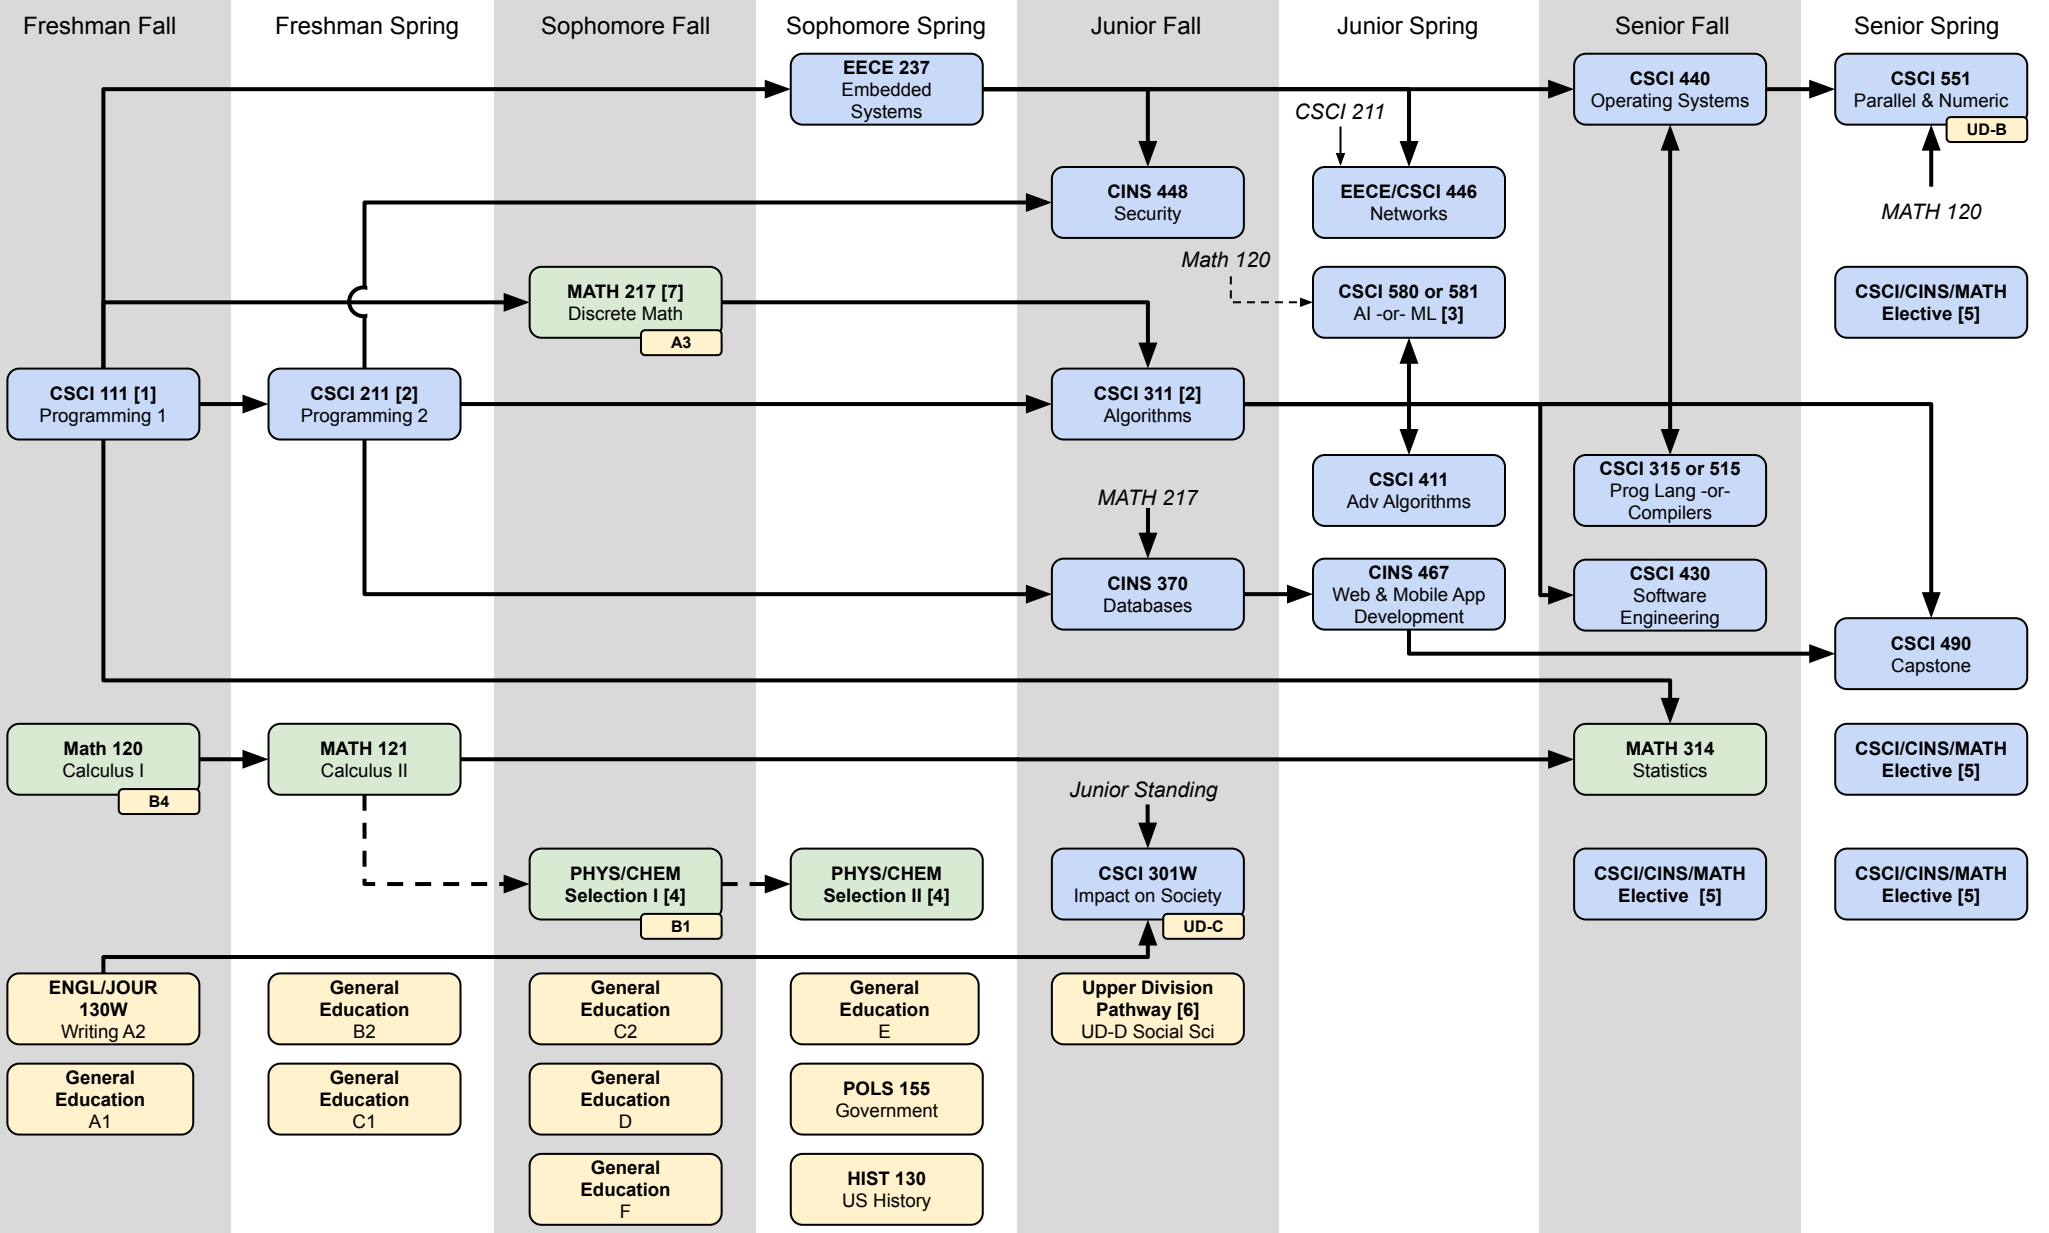 Freshman Fall
Freshman Spring
Sophomore Fall
Sophomore Spring
Junior Fall
Junior Spring
Senior Fall
Senior Spring
EECE 237
Embedded
Systems
CSCI 440
Operating Systems
CSCI 551
Parallel & Numeric
UD-B
CSCI 211
CINS 448
Security
EECE/CSCI 446
Networks
MATH 120
Math 120
MATH 217 [7]
Discrete Math
A3
CSCI 580 or 581
AI -or- ML [3]
CSCI/CINS/MATH
Elective [5]
CSCI 111 [1]
Programming 1
CSCI 211 [2]
Programming 2
CSCI 311 [2]
Algorithms
CSCI 411
Adv Algorithms
CSCI 315 or 515
Prog Lang -or-
Compilers
MATH 217
CINS 370
Databases
CINS 467
Web & Mobile App
Development
CSCI 430
Software
Engineering
CSCI 490
Capstone
Math 120
Calculus I
B4
MATH 121
Calculus II
MATH 314
Statistics
CSCI/CINS/MATH
Elective [5]
Junior Standing
PHYS/CHEM
Selection I [4]
B1
PHYS/CHEM
Selection II [4]
CSCI 301W
Impact on Society
UD-C
CSCI/CINS/MATH
Elective [5]
CSCI/CINS/MATH
Elective [5]
ENGL/JOUR
130W
Writing A2
General
Education
B2
General
Education
C2
General
Education
E
Upper Division
Pathway [6]
UD-D Social Sci
General
Education
A1
General
Education
C1
General
Education
D
POLS 155
Government
General
Education
F
HIST 130
US History